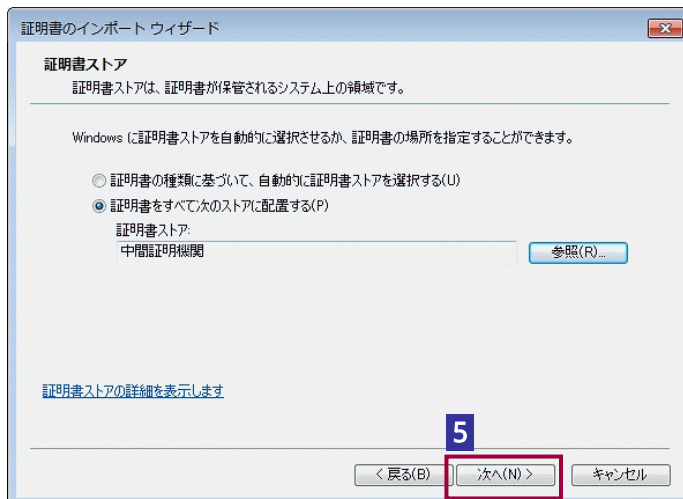 証明書のインポート ウィザード
証明書ストア
証明書ストアは、証明書が保管されるシステム上の領域です。
Windows に証明書ストアを自動的に選択させるか、証明書の場所を指定することができます。
証明書の種類に基づいて、自動的に証明書ストアを選択する(U)
証明書をすべて次のストアに配置する(P)
証明書ストア:
中間証明機関
参照(R)...
証明書ストアの詳細を表示します
5
< 戻る(B)
次へ(N) >
キャンセル